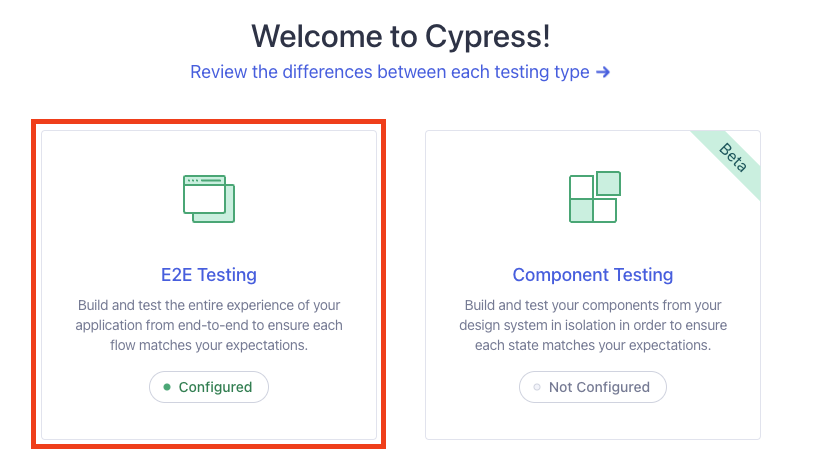 Welcome to Cypress!
Review the differences between each testing type →
E2E Testing
Build and test the entire experience of your
application from end-to-end to ensure each
flow matches your expectations.
Configured
Beta
Component Testing
Build and test your components from your
design system in isolation in order to ensure
each state matches your expectations.
Not Configured